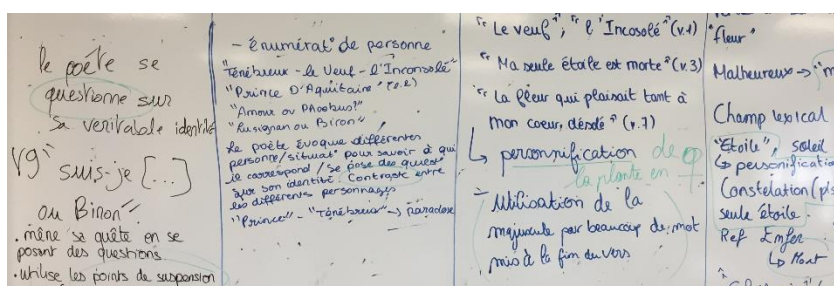 le poète se
questionne sur
sa veritabale identité
v9 "suis-je [...]
ou Biron".
. mène sa quête en se
posant des questions.
. utilise les points de suspension
- énumérat° de personne
"Ténébreux - le Veuf - l'Inconsolé"
"Prince D'Aquitaine" (v.2)
"Amour ou Phoebus?"
"Lusignan ou Biron"
Le poète évoque différentes
personne/situat° pour savoir à qui
il correspond / se pose des quest°
sur son identité. Contraste entre
les différents personnages
"Prince" - "Ténébreux" -> paradoxe
"Le veuf", "l'Incosolé" (v.1)
"Ma seule étoile est morte" (v.3)
"La fleur qui plaisait tant à
mon coeur, désolé" (v.7)
↳ personnification de
la plante en ♀
- Utilisation de la
majuscule pour beaucoup de mot
mis à la fin du vers
"fleur"
Malheureux ->
Champ lexical
"Etoile", soleil
↳ personificatio
Constelation (pls
seule étoile.
Ref Enfer
↳ Mort